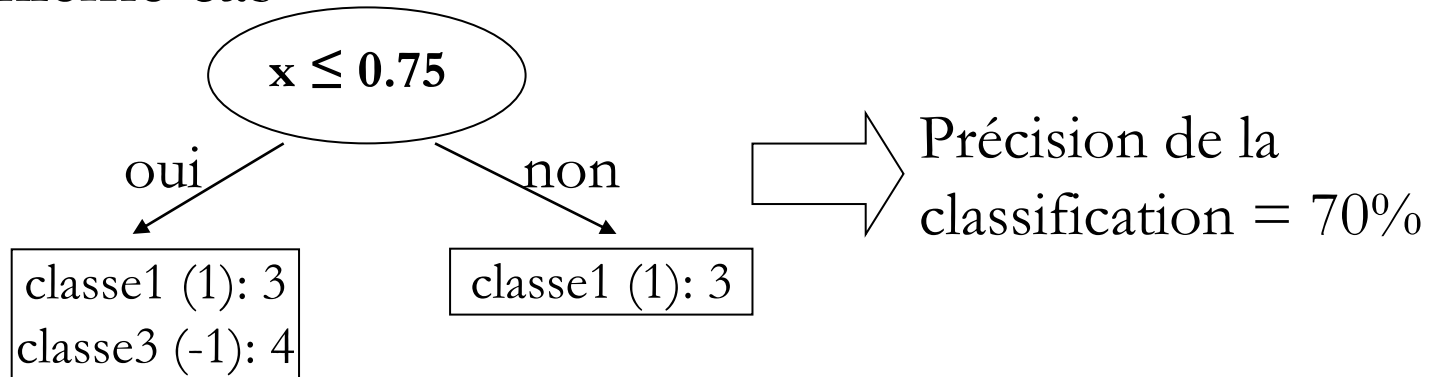 x ≤ 0.75
oui
non
Précision de la
classification = 70%
classe1 (1): 3
classe3 (-1): 4
classe1 (1): 3